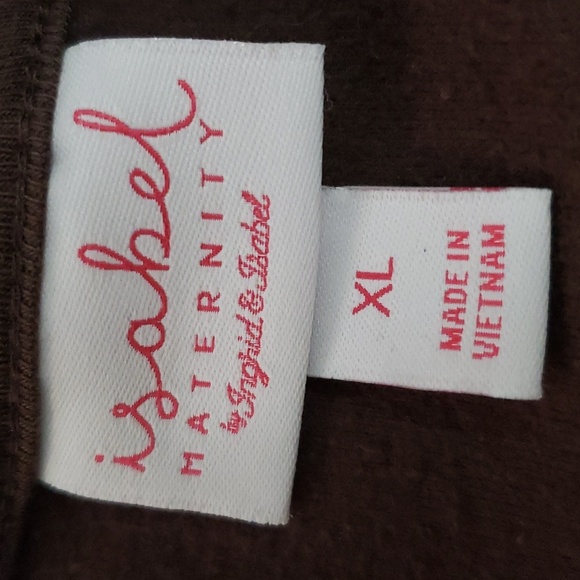 isabel
MATERNITY
by Ingrid & Isabel
XL
MADE IN
VIETNAM